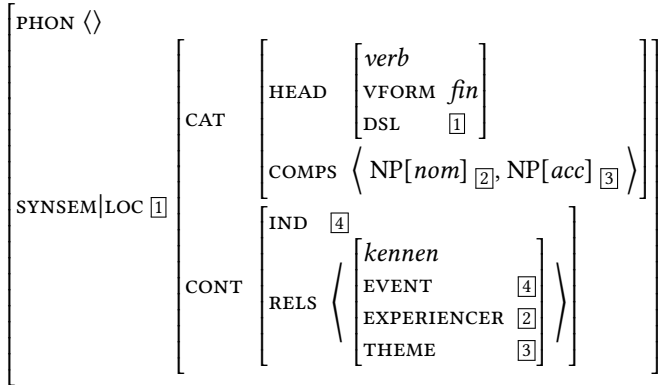 PHON ⟨⟩
SYNSEM|LOC 1
CAT
HEAD
verb
VFORM fin
DSL 1
COMPS ⟨ NP[nom] 2, NP[acc] 3 ⟩
CONT
IND 4
RELS
kennen
EVENT 4
EXPERIENCER 2
THEME 3